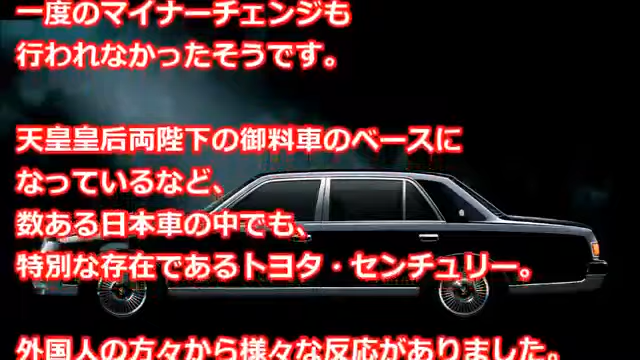 一度のマイナーチェンジも
行われなかったそうです。
天皇皇后両陛下の御料車のベースに
なっているなど、
数ある日本車の中でも、
特別な存在であるトヨタ・センチュリー。
外国人の方々から様々な反応がありました。